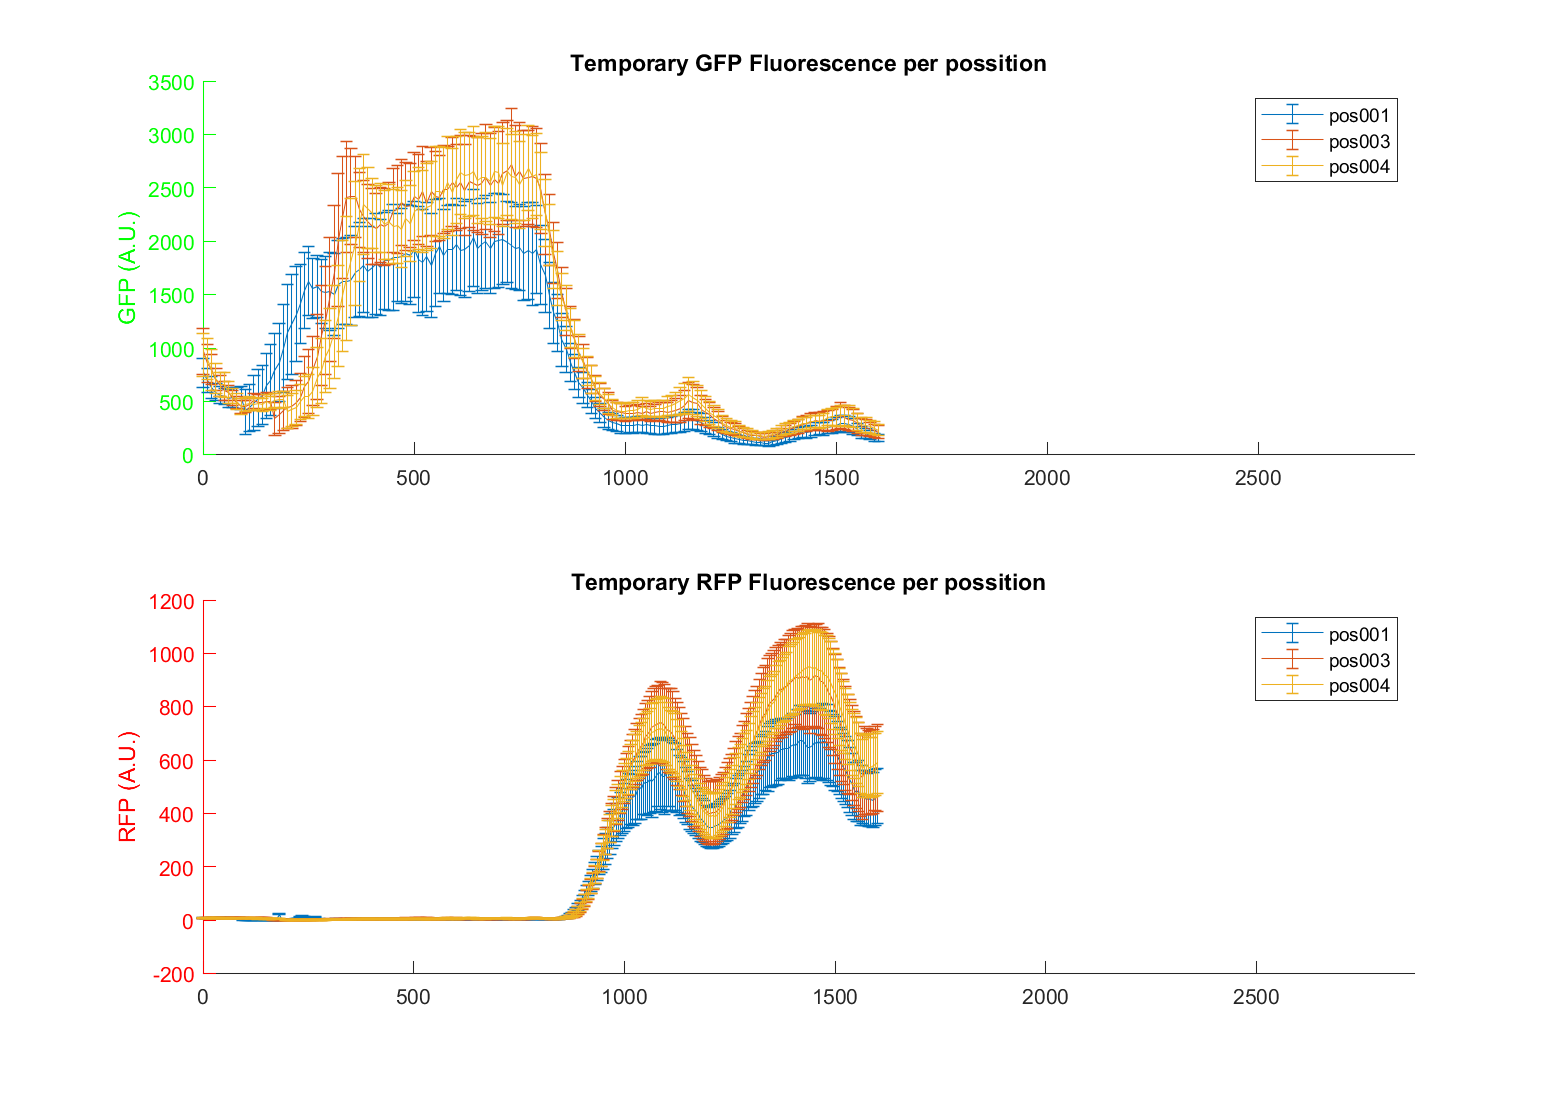 Temporary GFP Fluorescence per possition
GFP (A.U.)
3500
3000
2500
2000
1500
1000
500
0
0 500 1000 1500 2000 2500
pos001
pos003
pos004
Temporary RFP Fluorescence per possition
RFP (A.U.)
1200
1000
800
600
400
200
0
-200
0 500 1000 1500 2000 2500
pos001
pos003
pos004